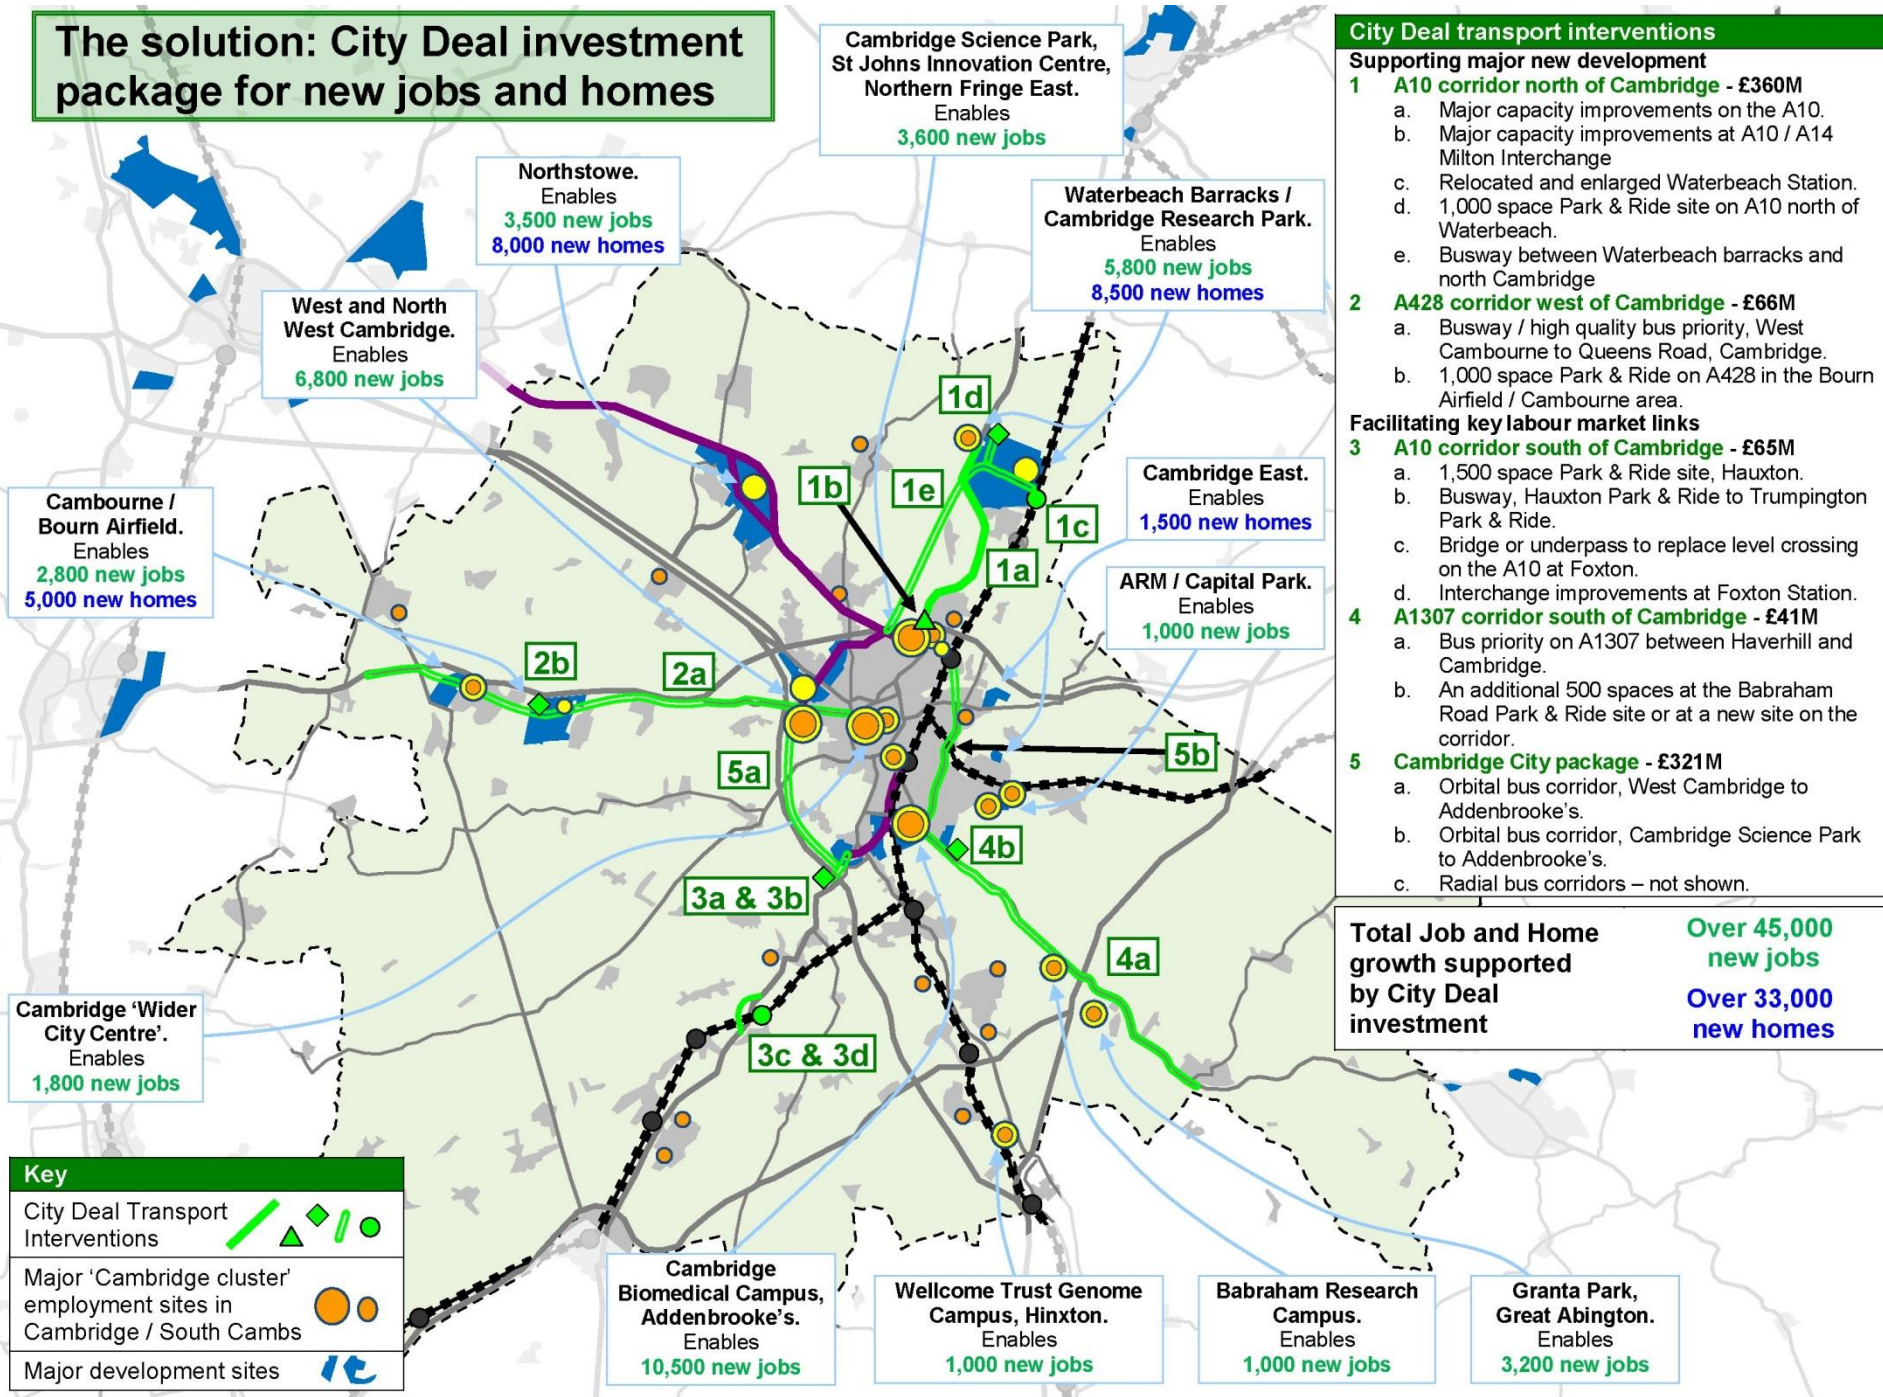 The solution: City Deal investment
package for new jobs and homes
Cambridge Science Park,
St Johns Innovation Centre,
Northern Fringe East.
Enables
3,600 new jobs
Northstowe.
Enables
3,500 new jobs
8,000 new homes
Waterbeach Barracks /
Cambridge Research Park.
Enables
5,800 new jobs
8,500 new homes
West and North
West Cambridge.
Enables
6,800 new jobs
Cambourne /
Bourn Airfield.
Enables
2,800 new jobs
5,000 new homes
Cambridge East.
Enables
1,500 new homes
ARM / Capital Park.
Enables
1,000 new jobs
1d
1b
1e
1c
1a
2b
2a
5a
5b
4b
3a & 3b
4a
3c & 3d
Cambridge ‘Wider
City Centre’.
Enables
1,800 new jobs
Cambridge
Biomedical Campus,
Addenbrooke’s.
Enables
10,500 new jobs
Wellcome Trust Genome
Campus, Hinxton.
Enables
1,000 new jobs
Babraham Research
Campus.
Enables
1,000 new jobs
Granta Park,
Great Abington.
Enables
3,200 new jobs
Key
City Deal Transport
Interventions
Major ‘Cambridge cluster’
employment sites in
Cambridge / South Cambs
Major development sites
City Deal transport interventions
Supporting major new development
1 A10 corridor north of Cambridge - £360M
a. Major capacity improvements on the A10.
b. Major capacity improvements at A10 / A14
Milton Interchange
c. Relocated and enlarged Waterbeach Station.
d. 1,000 space Park & Ride site on A10 north of
Waterbeach.
e. Busway between Waterbeach barracks and
north Cambridge
2 A428 corridor west of Cambridge - £66M
a. Busway / high quality bus priority, West
Cambourne to Queens Road, Cambridge.
b. 1,000 space Park & Ride on A428 in the Bourn
Airfield / Cambourne area.
Facilitating key labour market links
3 A10 corridor south of Cambridge - £65M
a. 1,500 space Park & Ride site, Hauxton.
b. Busway, Hauxton Park & Ride to Trumpington
Park & Ride.
c. Bridge or underpass to replace level crossing
on the A10 at Foxton.
d. Interchange improvements at Foxton Station.
4 A1307 corridor south of Cambridge - £41M
a. Bus priority on A1307 between Haverhill and
Cambridge.
b. An additional 500 spaces at the Babraham
Road Park & Ride site or at a new site on the
corridor.
5 Cambridge City package - £321M
a. Orbital bus corridor, West Cambridge to
Addenbrooke’s.
b. Orbital bus corridor, Cambridge Science Park
to Addenbrooke’s.
c. Radial bus corridors – not shown.
Total Job and Home
growth supported
by City Deal
investment
Over 45,000
new jobs
Over 33,000
new homes